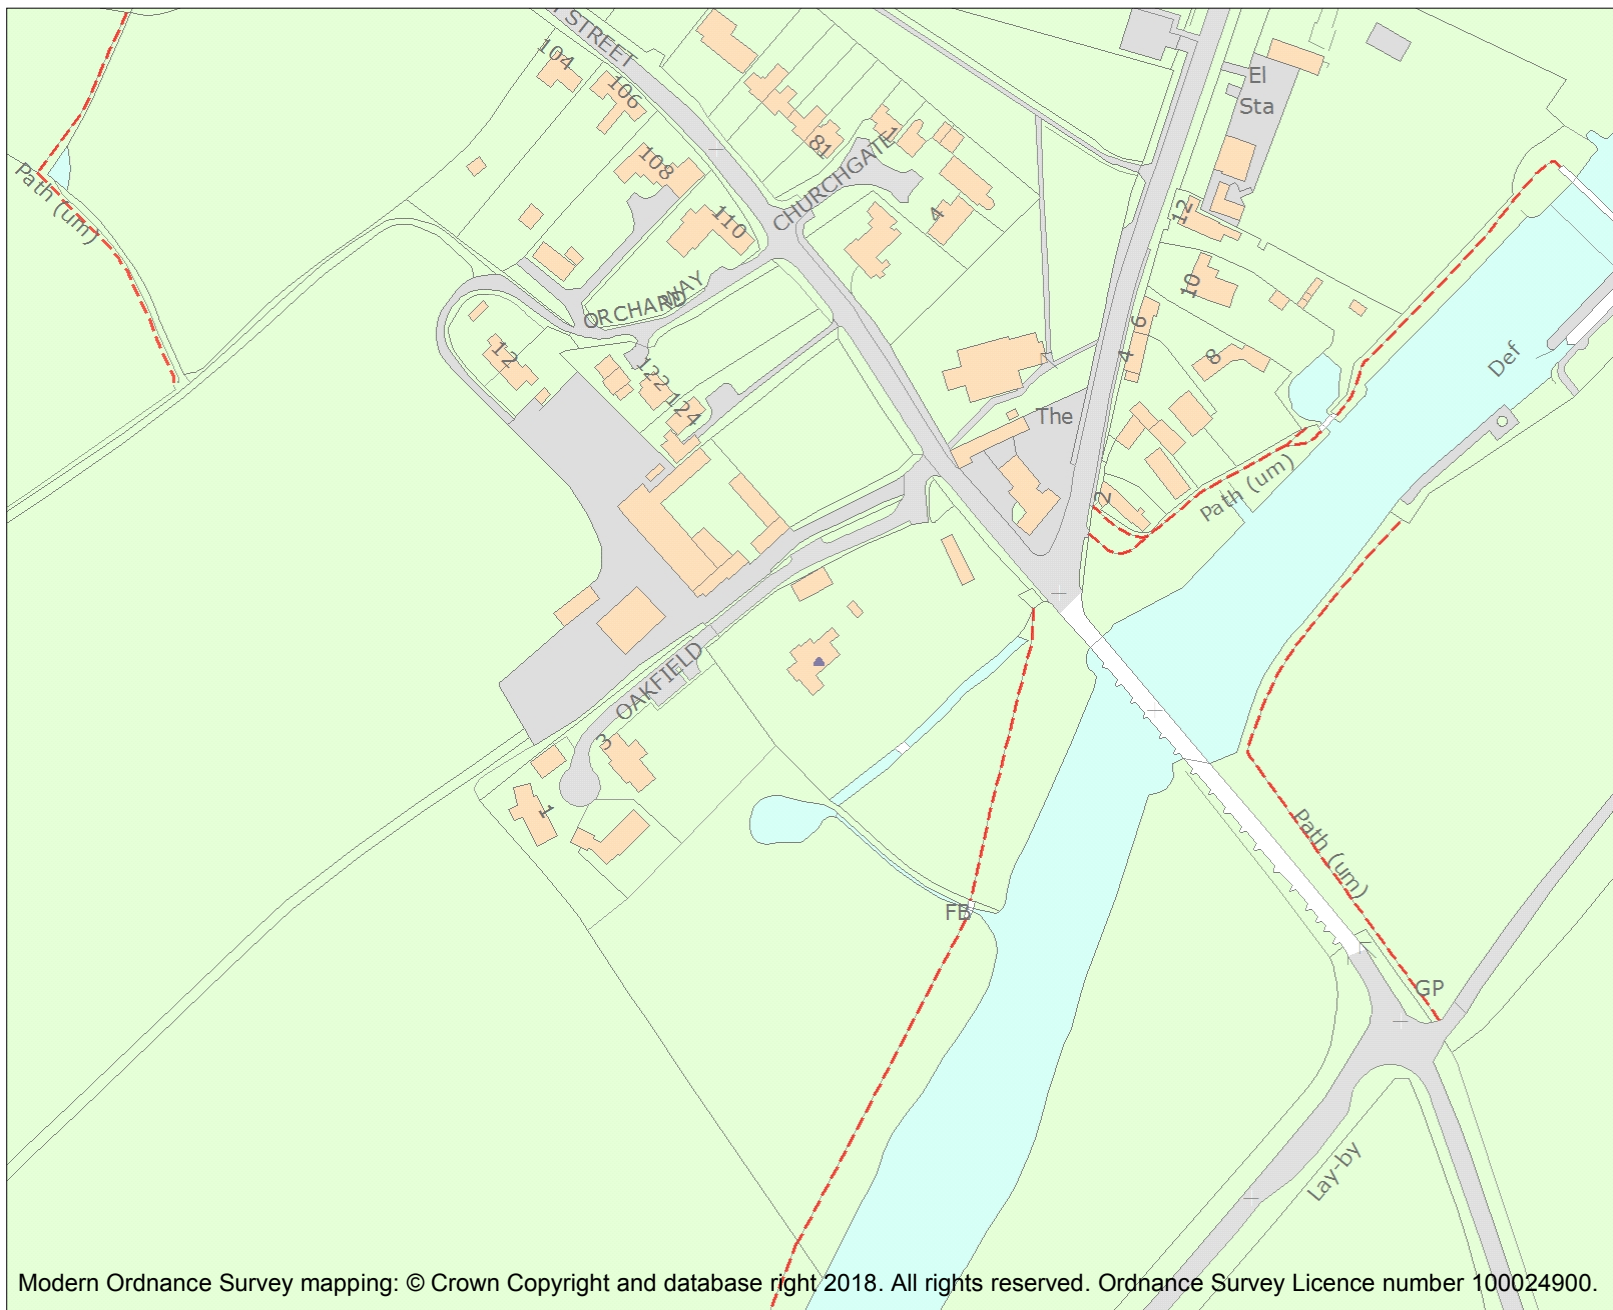 STREET
104
106
El
Sta
81
1
CHURCHGATE
108
Path (um)
110
4
12
10
ORCHARD
WAY
6
4
8
12
122
124
Def
The
2
Path (um)
OAKFIELD
3
1
Path (um)
FB
GP
Lay-by
Modern Ordnance Survey mapping: © Crown Copyright and database right 2018. All rights reserved. Ordnance Survey Licence number 100024900.